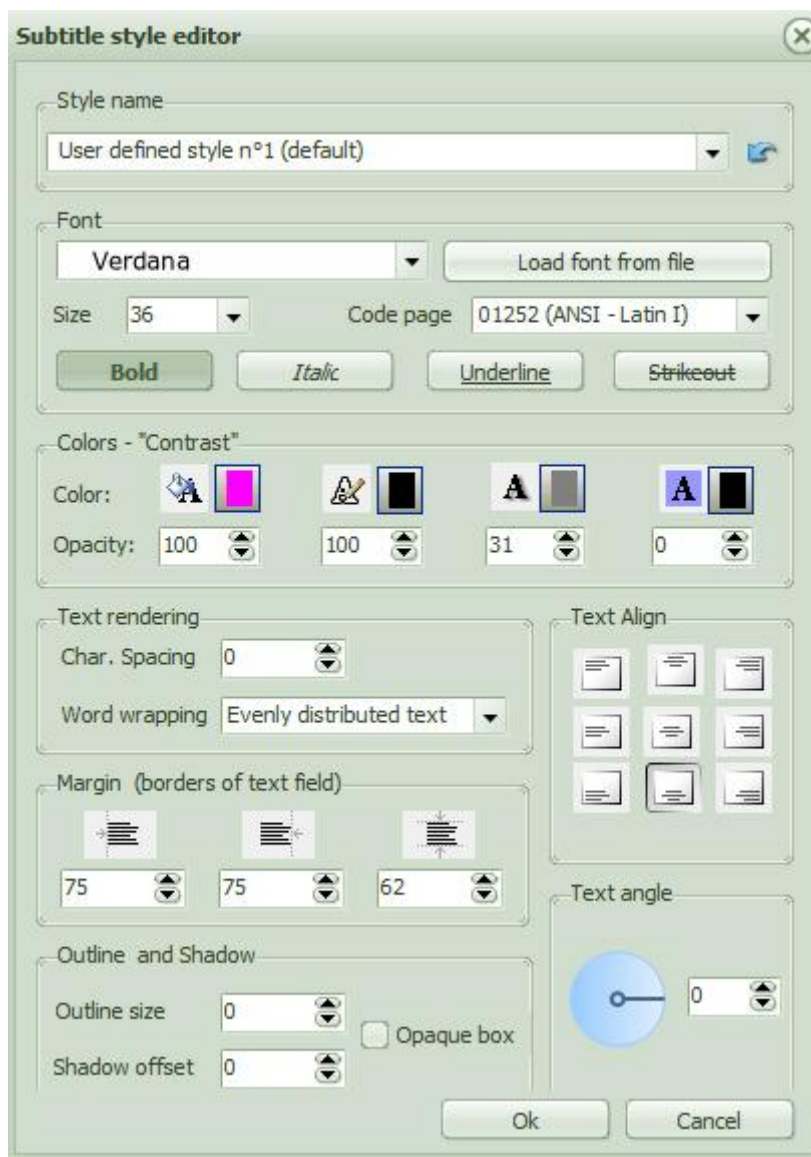 Subtitle style editor
Style name
User defined style n°1 (default)
Font
Verdana
Load font from file
Size 36 Code page 01252 (ANSI - Latin I)
Bold Italic Underline Strikeout
Colors - "Contrast"
Color: A A A
Opacity: 100 100 31 0
Text rendering
Char. Spacing 0
Word wrapping Evenly distributed text
Text Align
Margin (borders of text field)
75 75 62
Text angle
0
Outline and Shadow
Outline size 0
Opaque box
Shadow offset 0
Ok Cancel